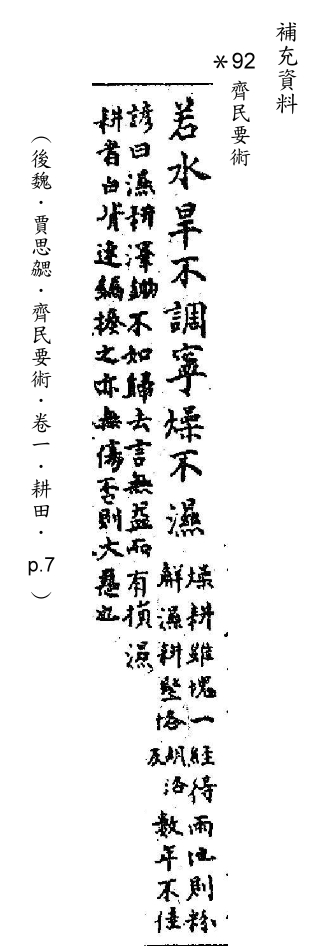 補充資料
＊92 齊民要術
若水旱不調寧燥不濕
燥耕雖塊一經得雨地則粉
解濕耕堅垎胡洛反數年不佳
諺曰濕耕澤鋤不如歸去言無益而有損濕
耕者白背速之亦無傷否則大惡也
（後魏．賈思勰．齊民要術．卷一．耕田．p.7）